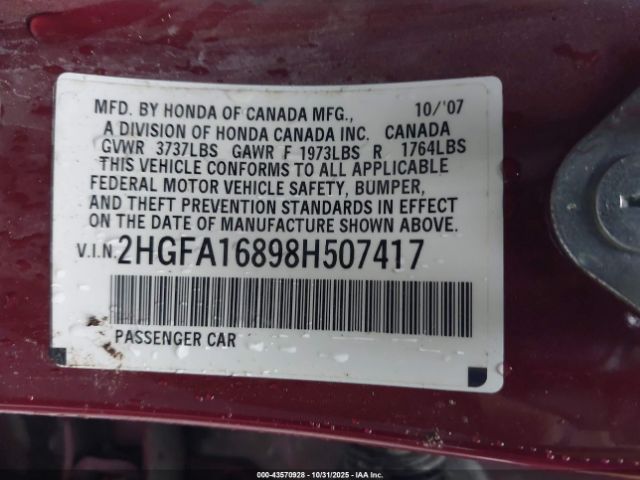 MFD. BY HONDA OF CANADA MFG., 10/'07
A DIVISION OF HONDA CANADA INC. CANADA
GVWR 3737LBS GAWR F 1973LBS R 1764LBS
THIS VEHICLE CONFORMS TO ALL APPLICABLE
FEDERAL MOTOR VEHICLE SAFETY, BUMPER,
AND THEFT PREVENTION STANDARDS IN EFFECT
ON THE DATE OF MANUFACTURE SHOWN ABOVE.
V.I.N. 2HGFA16898H507417
PASSENGER CAR
00-43570928 - 10/31/2025 - IAA Inc.